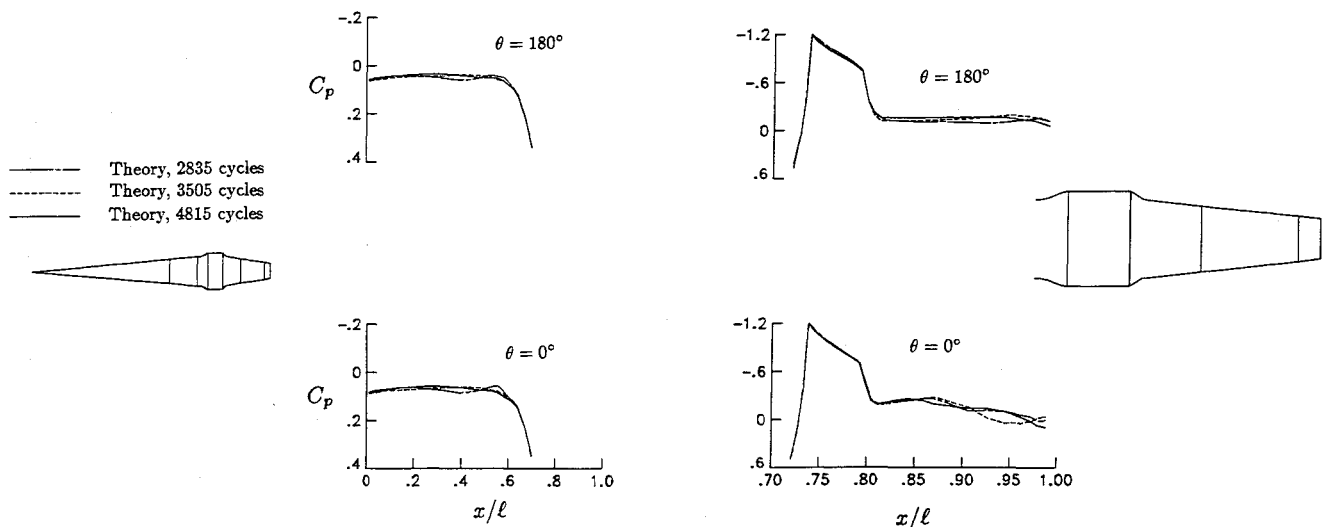 -.2
0
.2
.4
C_p
θ = 180°
-1.2
-.6
0
.6
θ = 180°
Theory, 2835 cycles
Theory, 3505 cycles
Theory, 4815 cycles
-.2
0
.2
.4
C_p
θ = 0°
0 .2 .4 .6 .8 1.0
x/ℓ
-1.2
-.6
0
.6
θ = 0°
.70 .75 .80 .85 .90 .95 1.00
x/ℓ